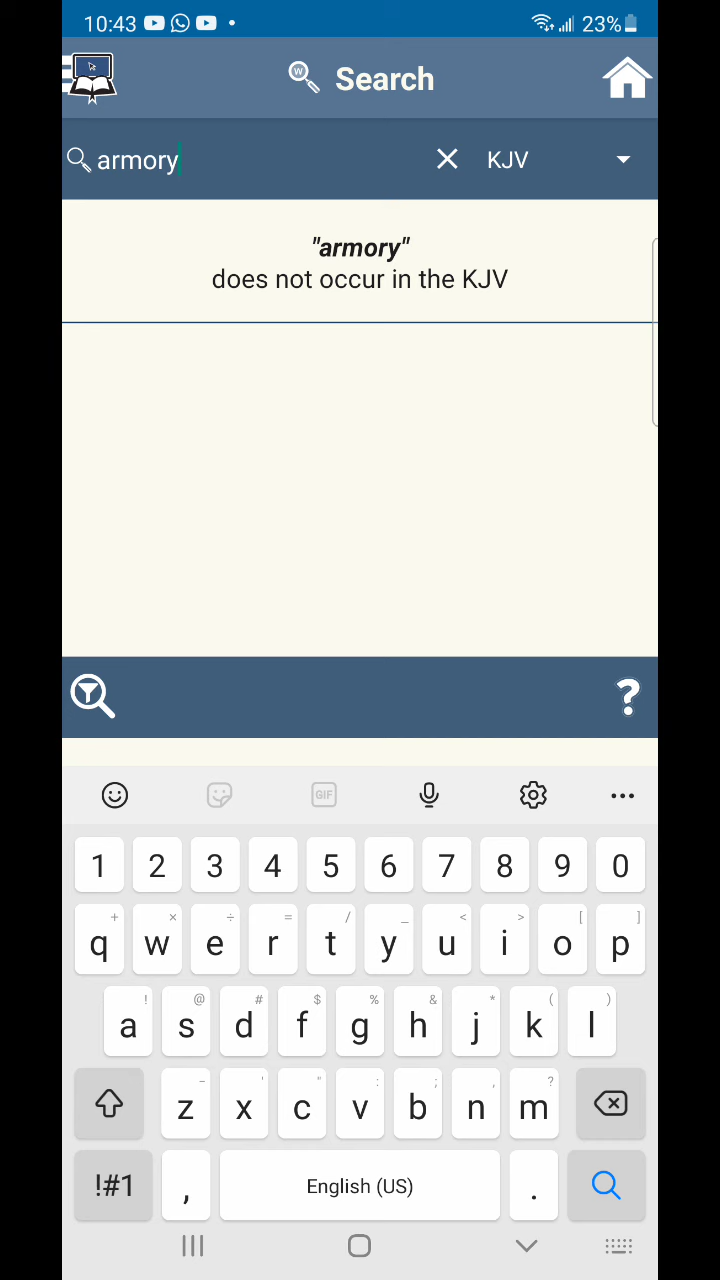 10:43 23%
Search
armory KJV
"armory"
does not occur in the KJV
?
GIF
1 2 3 4 5 6 7 8 9 0
+ × ÷ = / _ < > [ ]
q w e r t y u i o p
! @ # $ % & * ( )
a s d f g h j k l
- ' " : ; , ?
z x c v b n m
!#1 , English (US) .